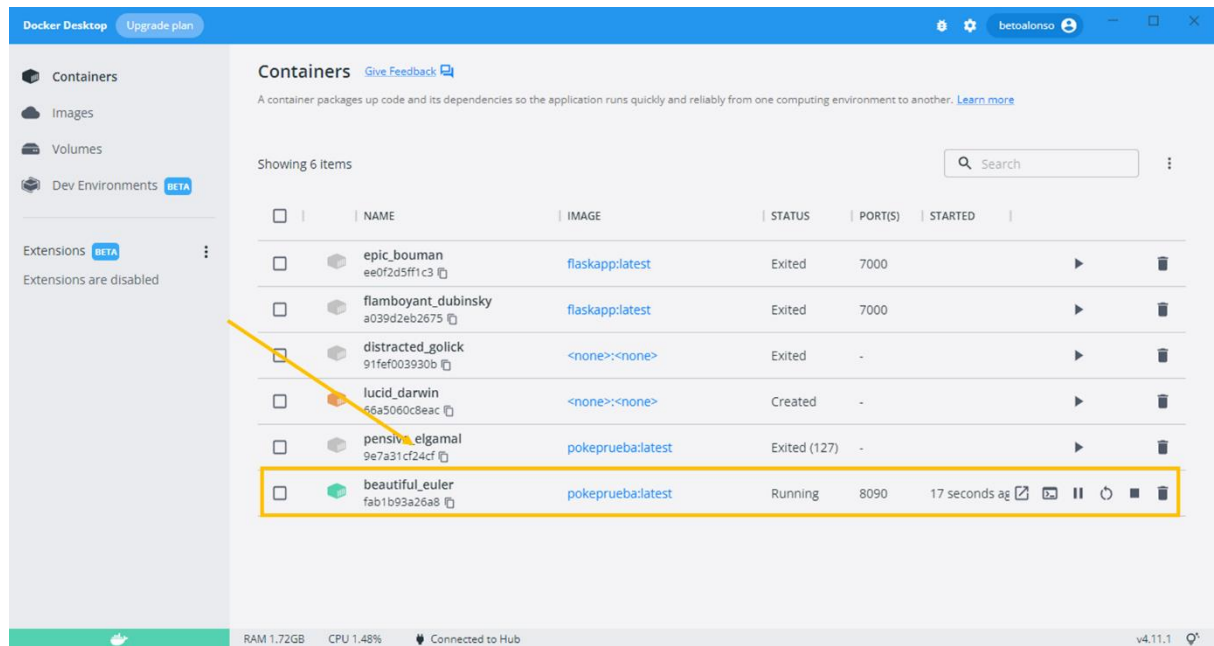 Docker Desktop Upgrade plan betoalonso
Containers
Images
Volumes
Dev Environments BETA
Extensions BETA
Extensions are disabled
Containers Give Feedback
A container packages up code and its dependencies so the application runs quickly and reliably from one computing environment to another. Learn more
Showing 6 items Search
NAME IMAGE STATUS PORT(S) STARTED
epic_bouman
ee0f2d5ff1c3 flaskapp:latest Exited 7000
flamboyant_dubinsky
a039d2eb2675 flaskapp:latest Exited 7000
distracted_golick
91fef003930b <none>:<none> Exited -
lucid_darwin
66a5060c8eac <none>:<none> Created -
pensive_elgamal
9e7a31cf24cf pokeprueba:latest Exited (127) -
beautiful_euler
fab1b93a26a8 pokeprueba:latest Running 8090 17 seconds ag
RAM 1.72GB CPU 1.48% Connected to Hub v4.11.1